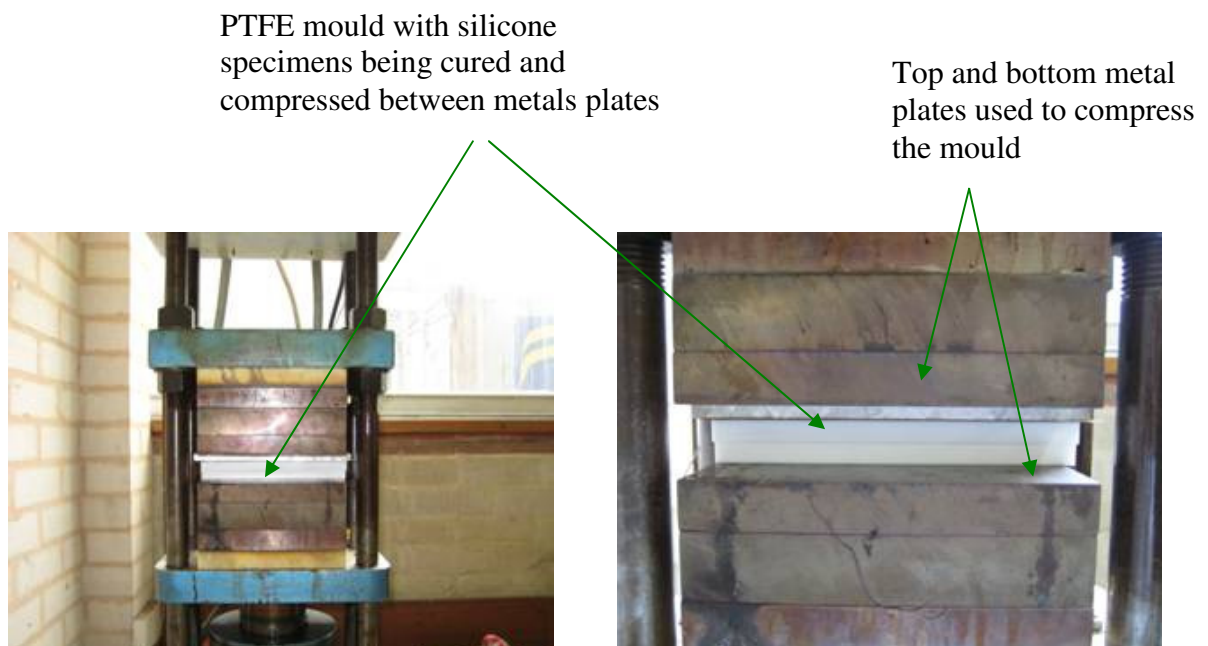 PTFE mould with silicone
specimens being cured and
compressed between metals plates
Top and bottom metal
plates used to compress
the mould